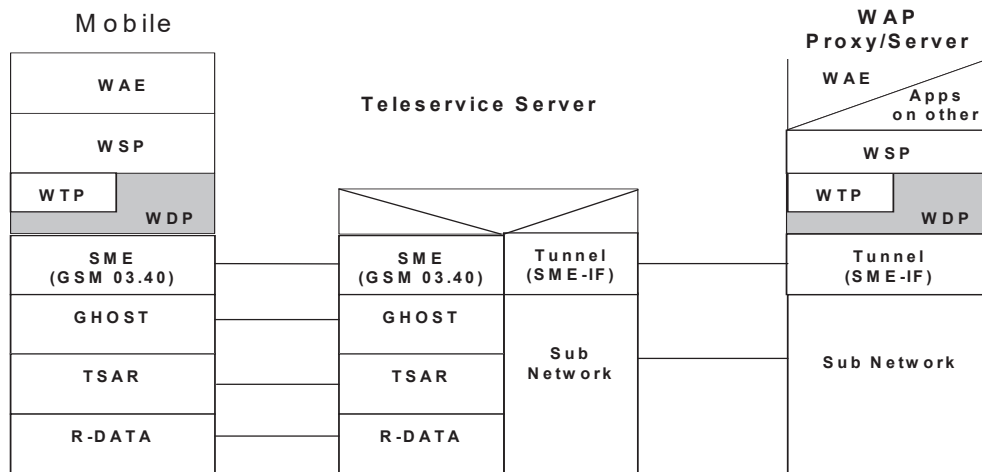 Mobile
WAE
WSP
WTP
WDP
SME
(GSM 03.40)
GHOST
TSAR
R-DATA
Teleservice Server
SME
(GSM 03.40)
GHOST
TSAR
R-DATA
Tunnel
(SME-IF)
Sub
Network
WAP
Proxy/Server
WAE
Apps
on other
WSP
WTP
WDP
Tunnel
(SME-IF)
Sub Network